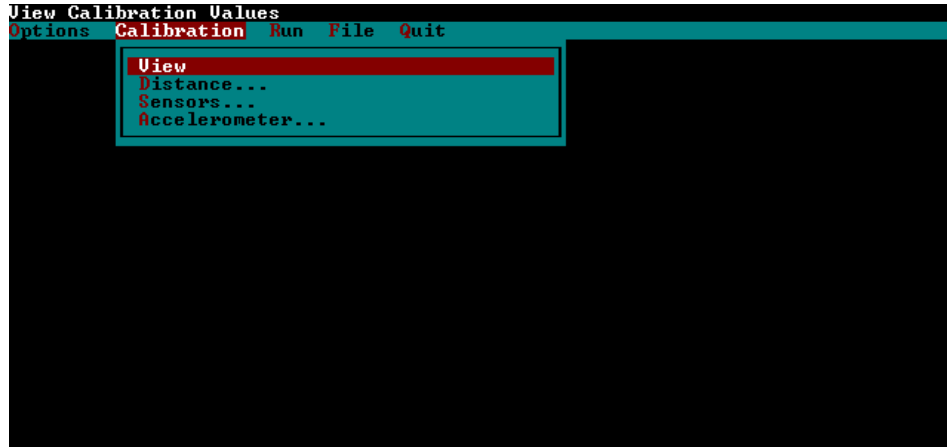 View Calibration Values
Options Calibration Run File Quit
View
Distance...
Sensors...
Accelerometer...